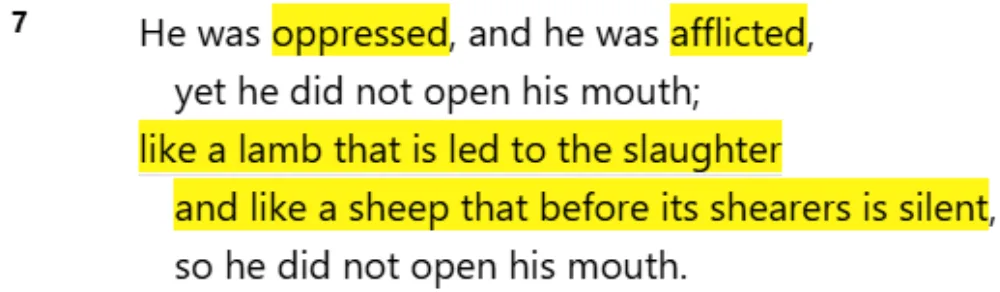 7 He was oppressed, and he was afflicted,
yet he did not open his mouth;
like a lamb that is led to the slaughter
and like a sheep that before its shearers is silent,
so he did not open his mouth.